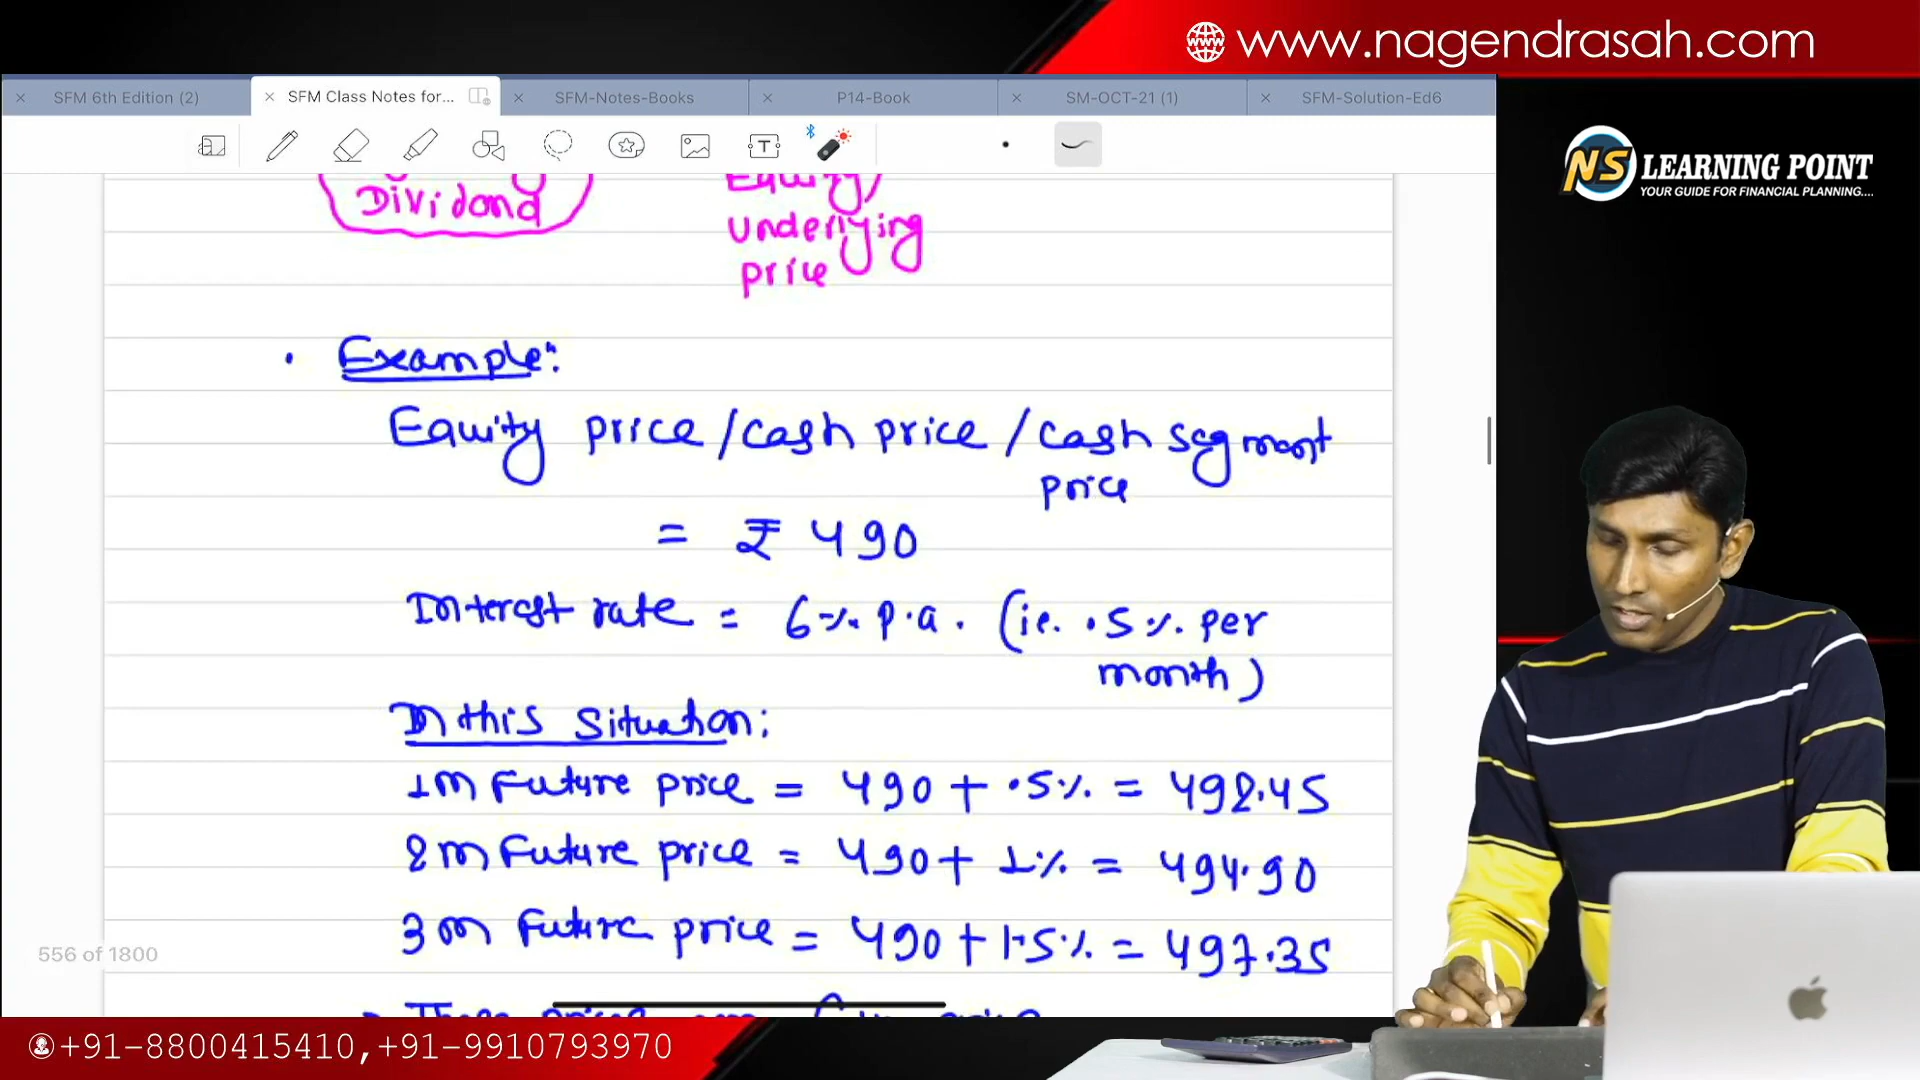 www.nagendrasah.com
SFM 6th Edition (2)
SFM Class Notes for...
SFM-Notes-Books
P14-Book
SM-OCT-21 (1)
SFM-Solution-Ed6
NS LEARNING POINT
YOUR GUIDE FOR FINANCIAL PLANNING....
Dividend
Equity/
underlying
price
• Example:
Equity price/cash price/cash segment
price
= ₹ 490
Interest rate = 6% p.a. (ie. .5% per
month)
In this situation:
1m Future price = 490 + .5% = 492.45
2m Future price = 490 + 1% = 494.90
3m Future price = 490 + 1.5% = 497.35
556 of 1800
+91-8800415410,+91-9910793970